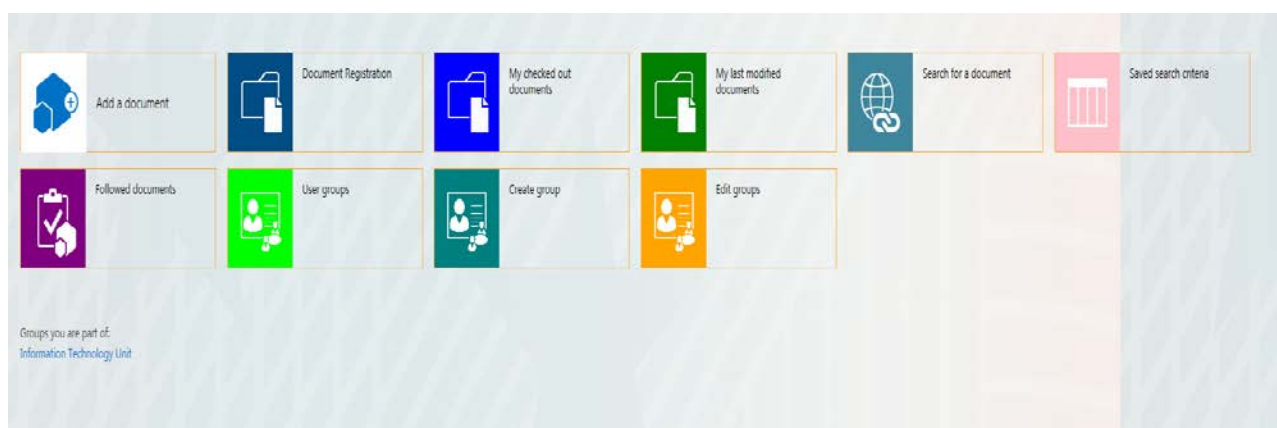 Add a document
Document Registration
My checked out
documents
My last modified
documents
Search for a document
Saved search criteria
Followed documents
User groups
Create group
Edit groups
Groups you are part of:
Information Technology Unit